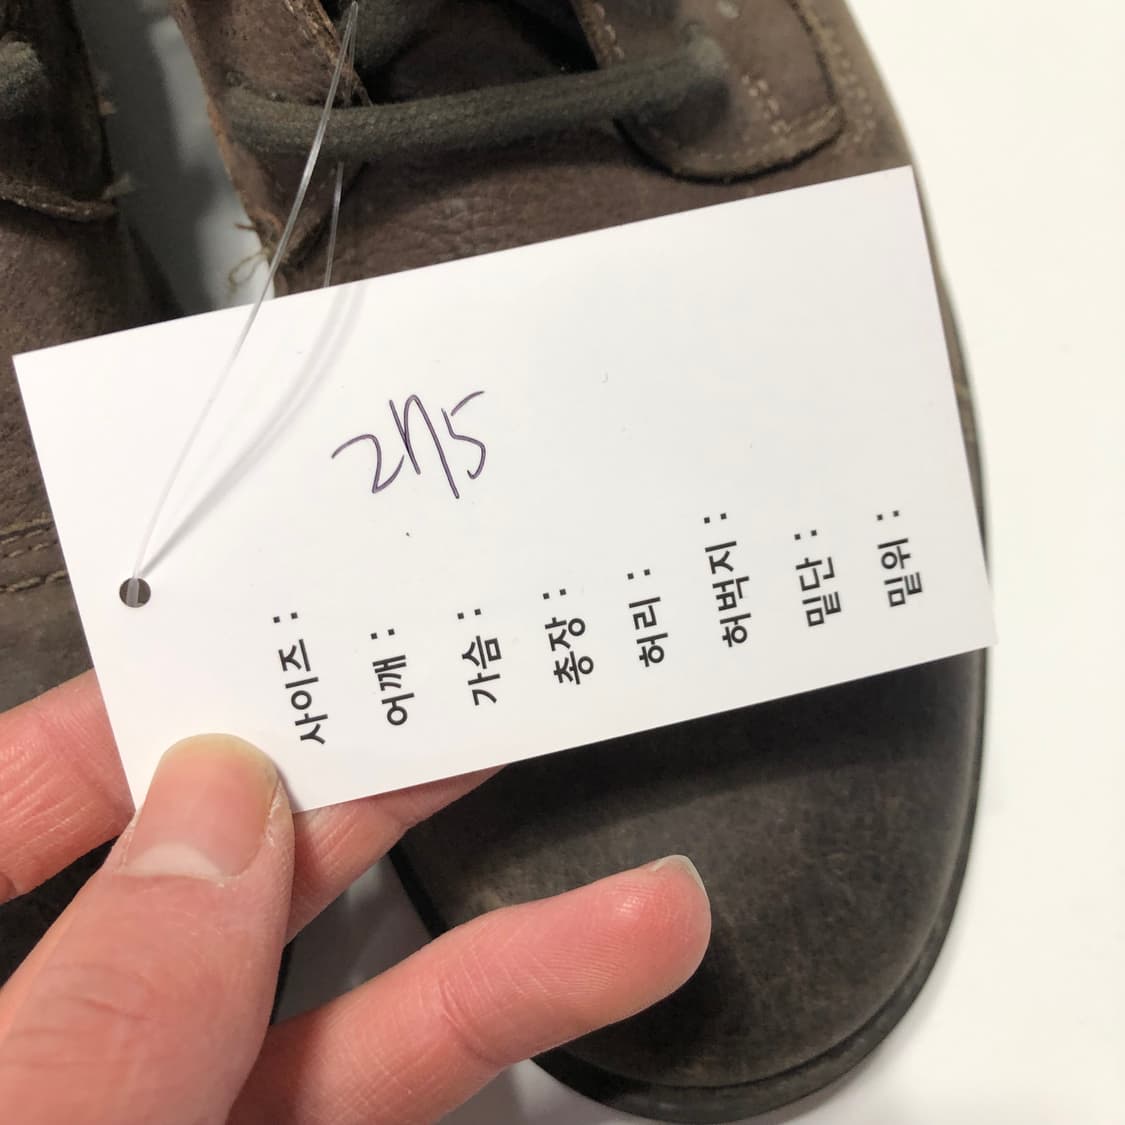 275
사이즈 :
어깨 :
가슴 :
총장 :
허리 :
허벅지 :
밑단 :
밑위 :